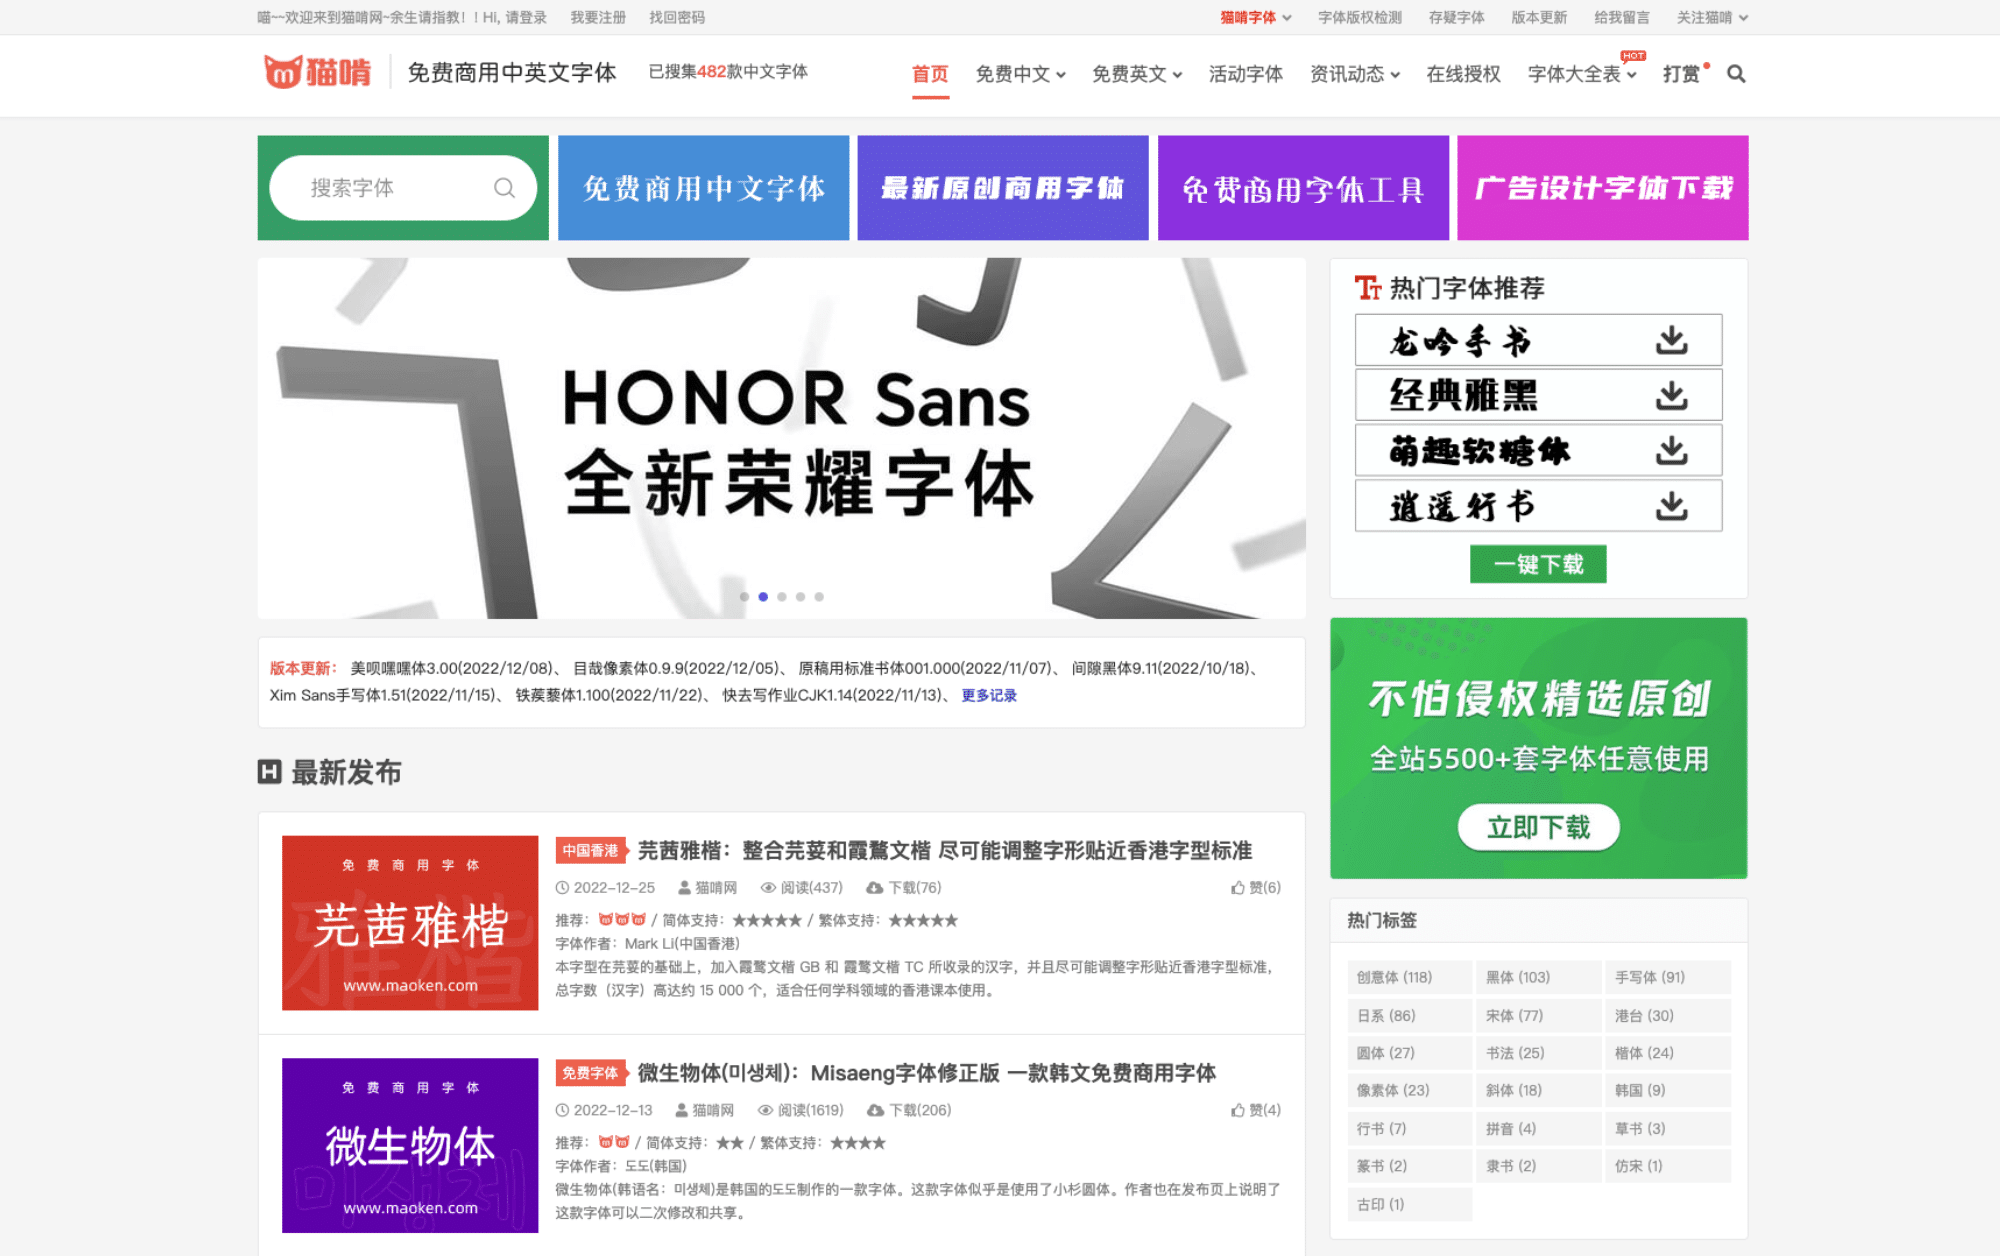 喵~~欢迎来到猫啃网~余生请指教！! Hi, 请登录 我要注册 找回密码
猫啃字体 字体版权检测 存疑字体 版本更新 给我留言 关注猫啃
猫啃 免费商用中英文字体 已搜集482款中文字体
首页 免费中文 免费英文 活动字体 资讯动态 在线授权 字体大全表 HOT 打赏
搜索字体
免费商用中文字体
最新原创商用字体
免费商用字体工具
广告设计字体下载
HONOR Sans
全新荣耀字体
热门字体推荐
龙吟手书
经典雅黑
萌趣软糖体
逍遥行书
一键下载
版本更新： 美呗嘿嘿体3.00(2022/12/08)、 目哉像素体0.9.9(2022/12/05)、 原稿用标准书体001.000(2022/11/07)、 间隙黑体9.11(2022/10/18)、
Xim Sans手写体1.51(2022/11/15)、 铁蒺藜体1.100(2022/11/22)、 快去写作业CJK1.14(2022/11/13)、 更多记录
不怕侵权精选原创
全站5500+套字体任意使用
立即下载
最新发布
免费商用字体
芫茜雅楷
www.maoken.com
中国香港 芫茜雅楷：整合芫荽和霞鶩文楷 尽可能调整字形贴近香港字型标准
2022-12-25 猫啃网 阅读(437) 下载(76) 赞(6)
推荐： / 简体支持：★★★★★ / 繁体支持：★★★★★
字体作者：Mark Li(中国香港)
本字型在芫荽的基础上，加入霞鹜文楷 GB 和 霞鹜文楷 TC 所收录的汉字，并且尽可能调整字形贴近香港字型标准，
总字数（汉字）高达约 15 000 个，适合任何学科领域的香港课本使用。
免费商用字体
微生物体
미생체
www.maoken.com
免费字体 微生物体(미생체)：Misaeng字体修正版 一款韩文免费商用字体
2022-12-13 猫啃网 阅读(1619) 下载(206) 赞(4)
推荐： / 简体支持：★★ / 繁体支持：★★★★
字体作者：도도(韩国)
微生物体(韩语名：미생체)是韩国的도도制作的一款字体。这款字体似乎是使用了小杉圆体。作者也在发布页上说明了
这款字体可以二次修改和共享。
热门标签
创意体 (118) 黑体 (103) 手写体 (91)
日系 (86) 宋体 (77) 港台 (30)
圆体 (27) 书法 (25) 楷体 (24)
像素体 (23) 斜体 (18) 韩国 (9)
行书 (7) 拼音 (4) 草书 (3)
篆书 (2) 隶书 (2) 仿宋 (1)
古印 (1)